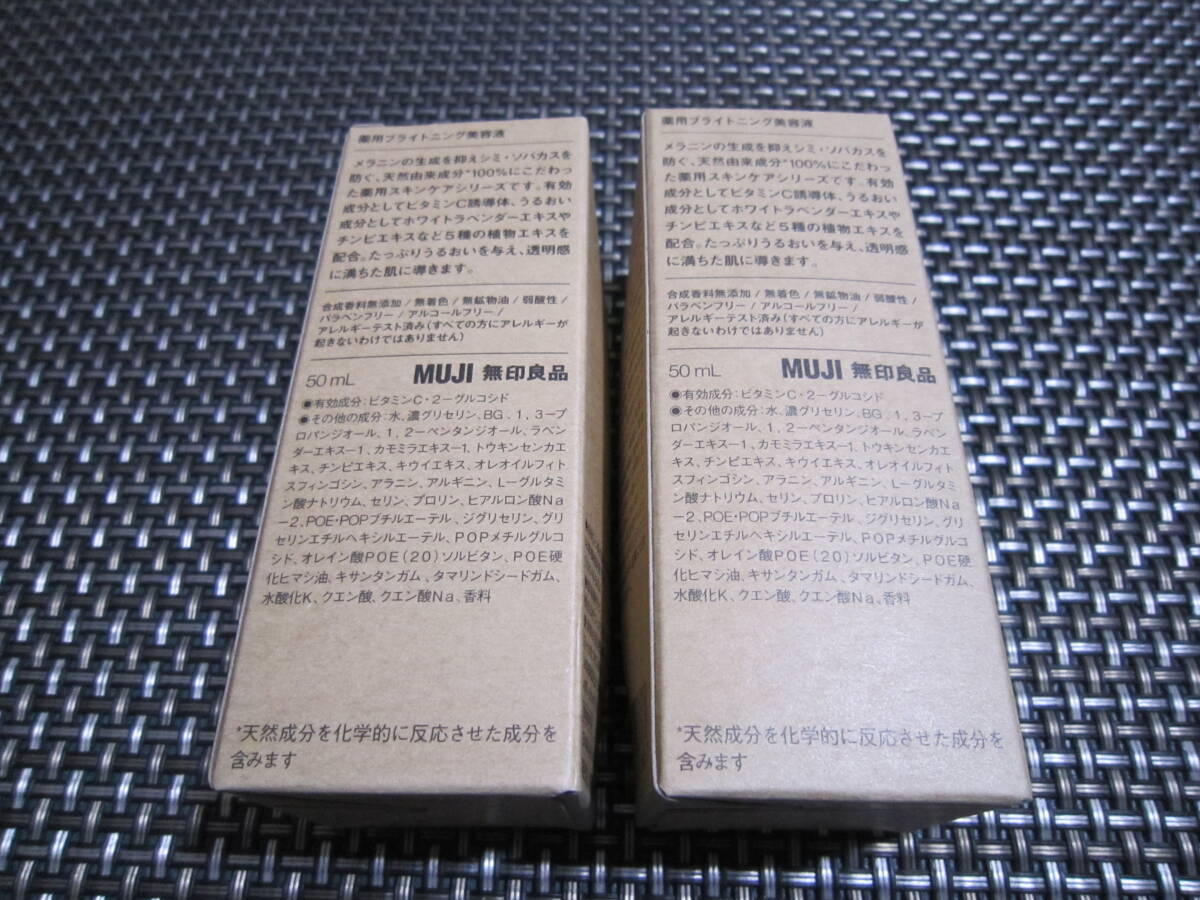 薬用ブライトニング美容液
メラニンの生成を抑えシミ・ソバカスを
防ぐ、天然由来成分*100%にこだわっ
た薬用スキンケアシリーズです。有効
成分としてビタミンC誘導体、うるおい
成分としてホワイトラベンダーエキスや
チンピエキスなど5種の植物エキスを
配合。たっぷりうるおいを与え、透明感
に満ちた肌に導きます。
合成香料無添加/無着色/無鉱物油/弱酸性/
パラベンフリー/アルコールフリー/
アレルギーテスト済み(すべての方にアレルギーが
起きないわけではありません)
50mL MUJI 無印良品
●有効成分:ビタミンC・2-グルコシド
●その他の成分:水、濃グリセリン、BG、1,3-プ
ロパンジオール、1,2-ペンタンジオール、ラベン
ダーエキス-1、カモミラエキス-1、トウキンセンカエ
キス、チンピエキス、キウイエキス、オレオイルフィト
スフィンゴシン、アラニン、アルギニン、L-グルタミ
ン酸ナトリウム、セリン、プロリン、ヒアルロン酸Na
-2、POE・POPブチルエーテル、ジグリセリン、グリ
セリンエチルヘキシルエーテル、POPメチルグルコ
シド、オレイン酸POE(20)ソルビタン、POE硬
化ヒマシ油、キサンタンガム、タマリンドシードガム、
水酸化K、クエン酸、クエン酸Na、香料
*天然成分を化学的に反応させた成分を
含みます
薬用ブライトニング美容液
メラニンの生成を抑えシミ・ソバカスを
防ぐ、天然由来成分*100%にこだわっ
た薬用スキンケアシリーズです。有効
成分としてビタミンC誘導体、うるおい
成分としてホワイトラベンダーエキスや
チンピエキスなど5種の植物エキスを
配合。たっぷりうるおいを与え、透明感
に満ちた肌に導きます。
合成香料無添加/無着色/無鉱物油/弱酸性/
パラベンフリー/アルコールフリー/
アレルギーテスト済み(すべての方にアレルギーが
起きないわけではありません)
50mL MUJI 無印良品
●有効成分:ビタミンC・2-グルコシド
●その他の成分:水、濃グリセリン、BG、1,3-プ
ロパンジオール、1,2-ペンタンジオール、ラベン
ダーエキス-1、カモミラエキス-1、トウキンセンカエ
キス、チンピエキス、キウイエキス、オレオイルフィト
スフィンゴシン、アラニン、アルギニン、L-グルタミ
ン酸ナトリウム、セリン、プロリン、ヒアルロン酸Na
-2、POE・POPブチルエーテル、ジグリセリン、グリ
セリンエチルヘキシルエーテル、POPメチルグルコ
シド、オレイン酸POE(20)ソルビタン、POE硬
化ヒマシ油、キサンタンガム、タマリンドシードガム、
水酸化K、クエン酸、クエン酸Na、香料
*天然成分を化学的に反応させた成分を
含みます